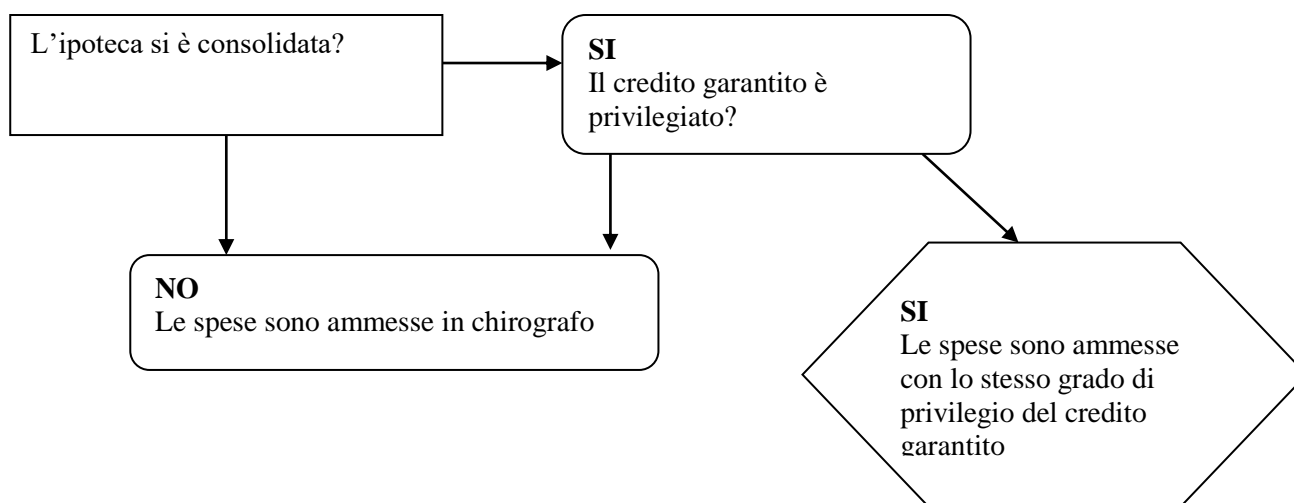 L'ipoteca si è consolidata?
SI
Il credito garantito è
privilegiato?
NO
Le spese sono ammesse in chirografo
SI
Le spese sono ammesse
con lo stesso grado di
privilegio del credito
garantito